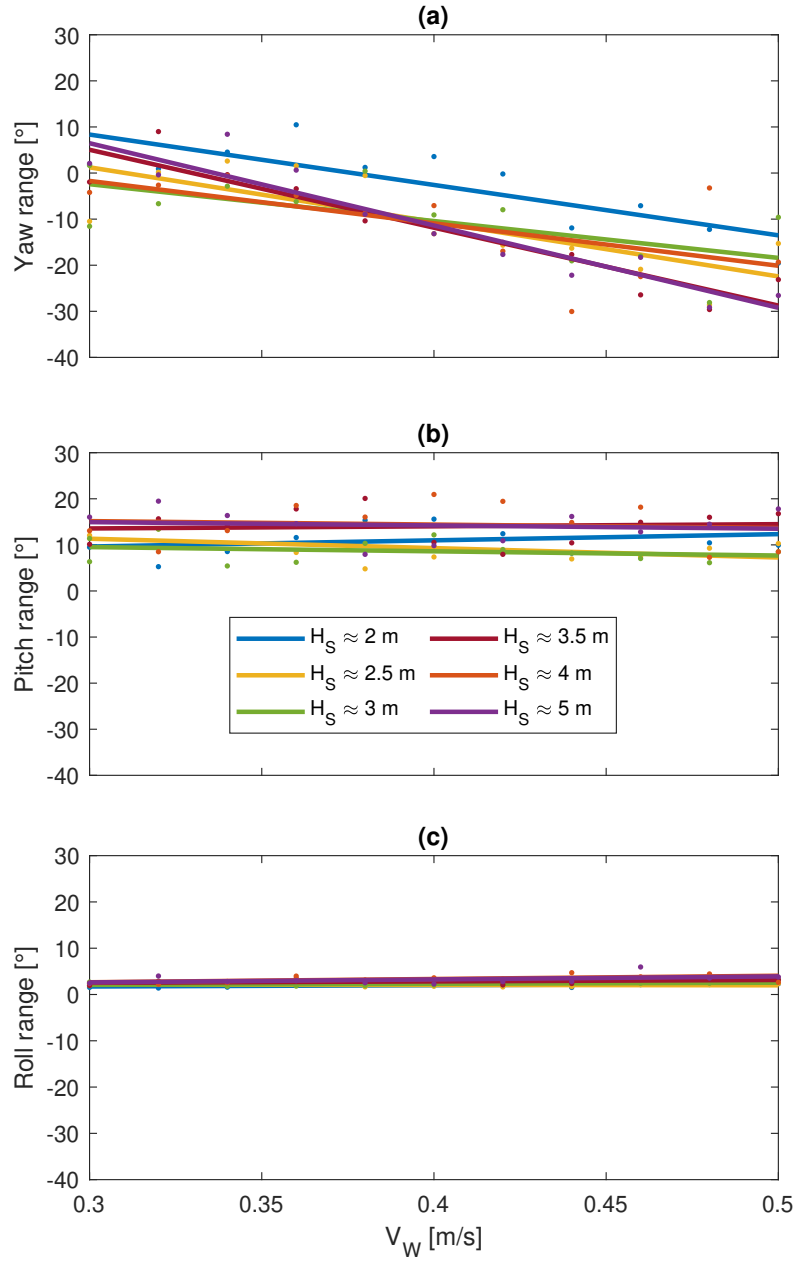 (a)
30
20
10
0
-10
-20
-30
-40
Yaw range [°]
(b)
30
20
10
0
-10
-20
-30
-40
Pitch range [°]
H_S ≈ 2 m
H_S ≈ 3.5 m
H_S ≈ 2.5 m
H_S ≈ 4 m
H_S ≈ 3 m
H_S ≈ 5 m
(c)
30
20
10
0
-10
-20
-30
-40
Roll range [°]
0.3 0.35 0.4 0.45 0.5
V_W [m/s]